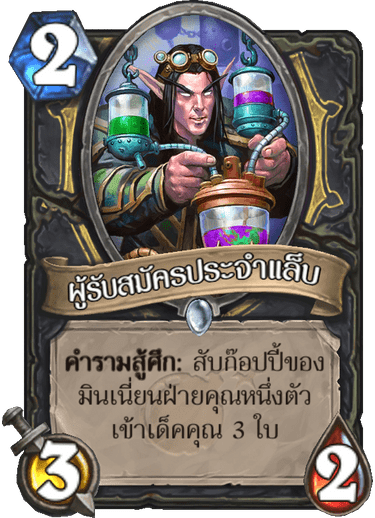 2
ผู้รับสมัครประจำแล็บ
คำรามสู้ศึก: สับก๊อปปี้ของ
มินเนี่ยนฝ่ายคุณหนึ่งตัว
เข้าเด็คคุณ 3 ใบ
3
2